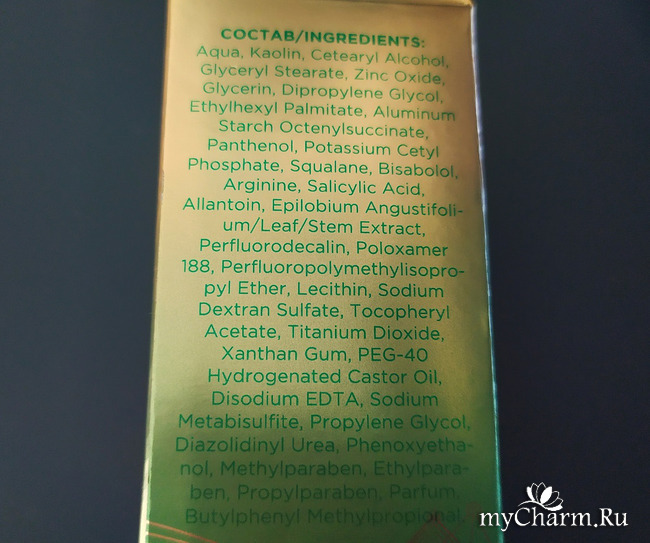 СОСТАВ/INGREDIENTS:
Aqua, Kaolin, Cetearyl Alcohol,
Glyceryl Stearate, Zinc Oxide,
Glycerin, Dipropylene Glycol,
Ethylhexyl Palmitate, Aluminum
Starch Octenylsuccinate,
Panthenol, Potassium Cetyl
Phosphate, Squalane, Bisabolol,
Arginine, Salicylic Acid,
Allantoin, Epilobium Angustifoli-
um/Leaf/Stem Extract,
Perfluorodecalin, Poloxamer
188, Perfluoropolymethylisopro-
pyl Ether, Lecithin, Sodium
Dextran Sulfate, Tocopheryl
Acetate, Titanium Dioxide,
Xanthan Gum, PEG-40
Hydrogenated Castor Oil,
Disodium EDTA, Sodium
Metabisulfite, Propylene Glycol,
Diazolidinyl Urea, Phenoxyetha-
nol, Methylparaben, Ethylpara-
ben, Propylparaben, Parfum,
Butylphenyl Methylpropional,
myCharm.Ru